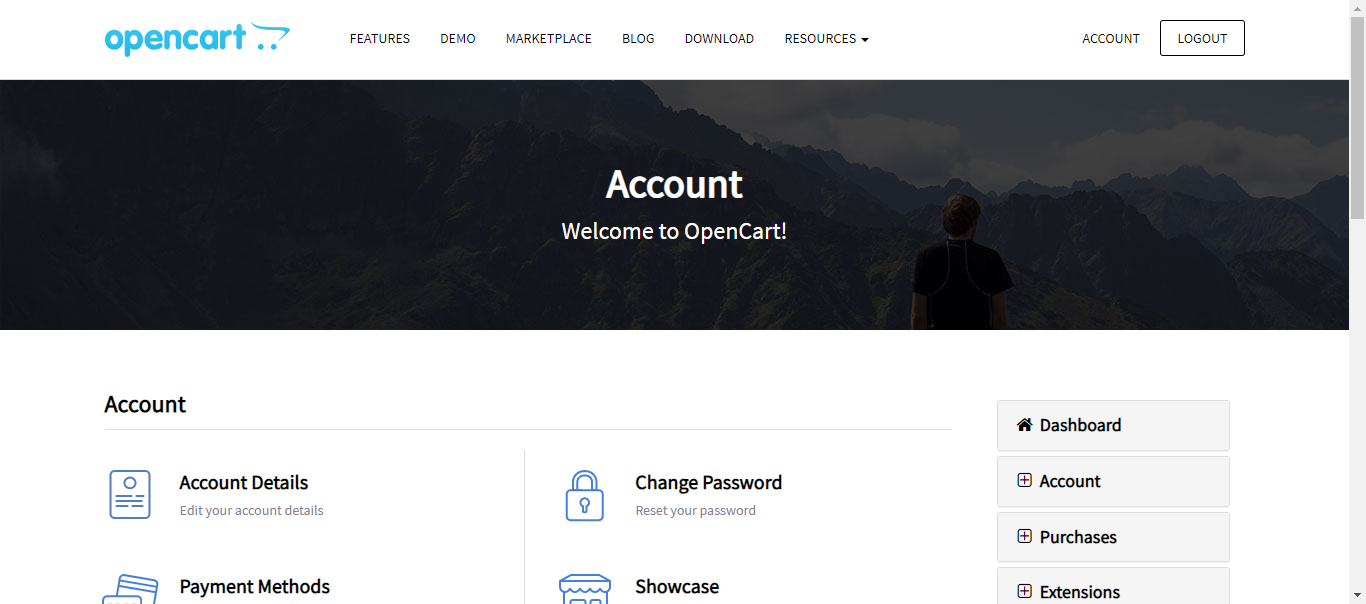 opencart
FEATURES DEMO MARKETPLACE BLOG DOWNLOAD RESOURCES ACCOUNT LOGOUT
Account
Welcome to OpenCart!
Account
Account Details
Edit your account details
Change Password
Reset your password
Payment Methods
Showcase
Dashboard
Account
Purchases
Extensions